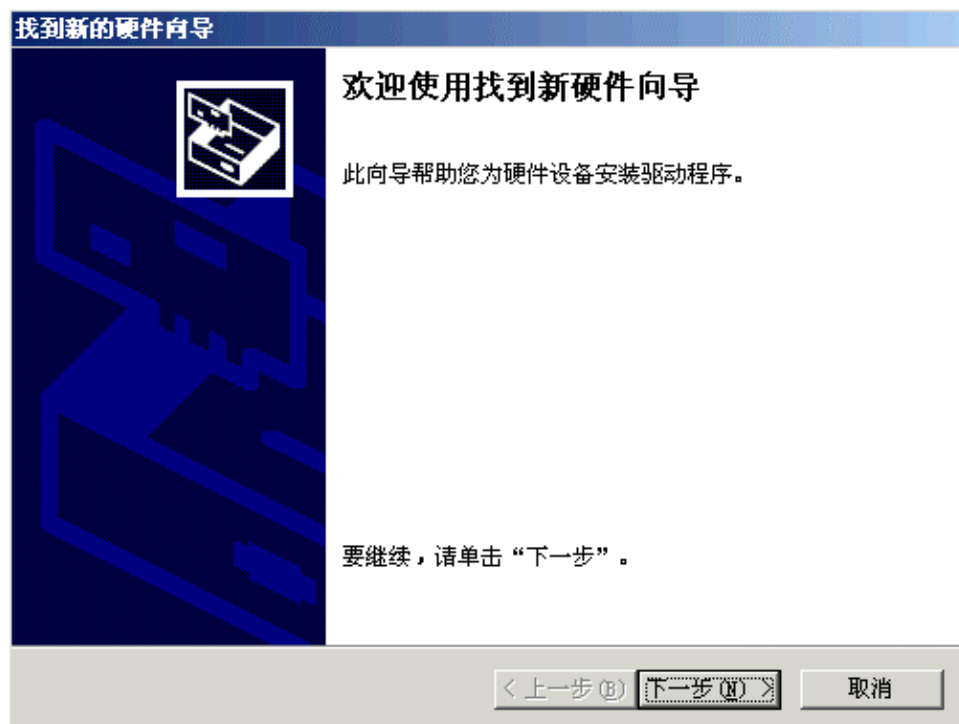 找到新的硬件向导
欢迎使用找到新硬件向导
此向导帮助您为硬件设备安装驱动程序。
要继续，请单击“下一步”。
< 上一步(B) 下一步(N) > 取消